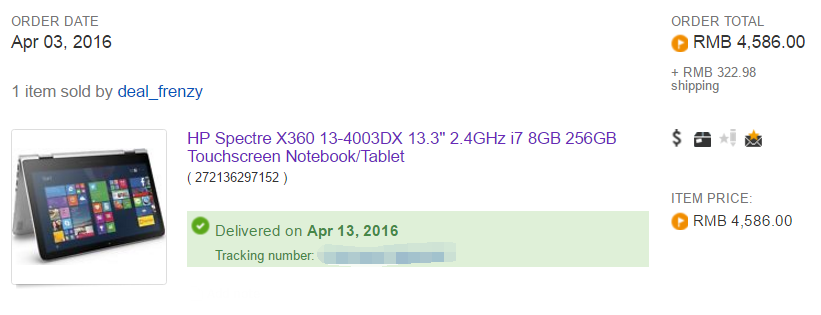 ORDER DATE
Apr 03, 2016
ORDER TOTAL
RMB 4,586.00
+ RMB 322.98
shipping
1 item sold by deal_frenzy
HP Spectre X360 13-4003DX 13.3" 2.4GHz i7 8GB 256GB
Touchscreen Notebook/Tablet
( 272136297152 )
Delivered on Apr 13, 2016
Tracking number:
ITEM PRICE:
RMB 4,586.00